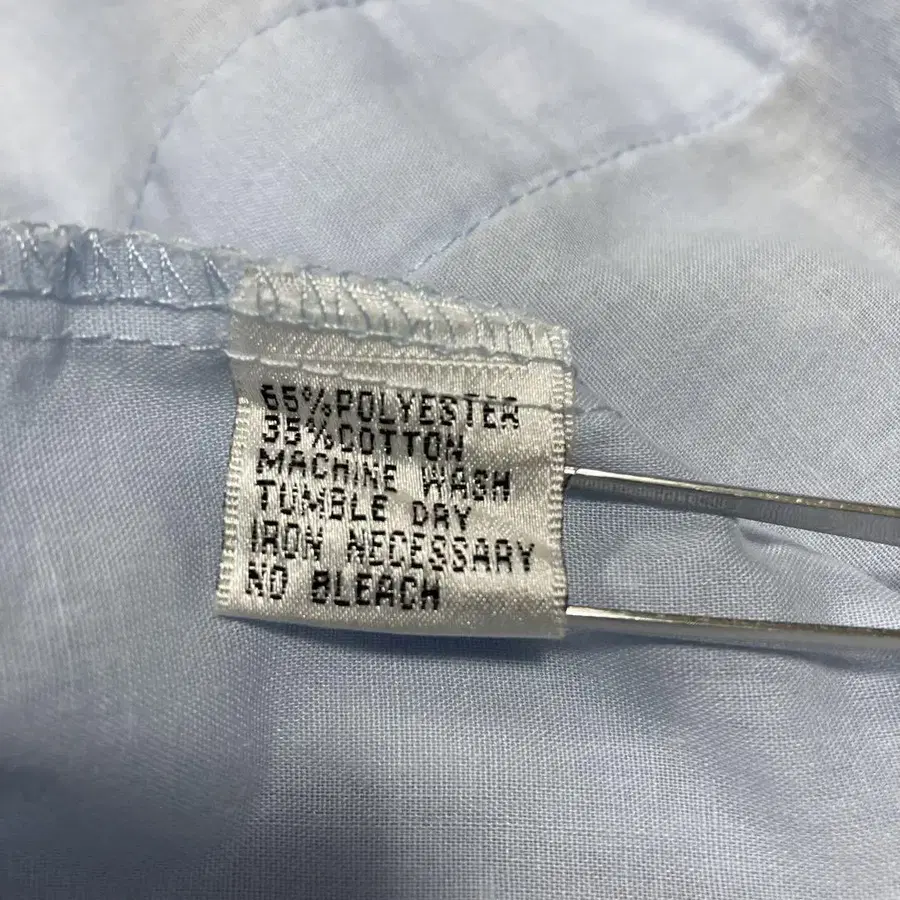 65%POLYESTER
35%COTTON
MACHINE WASH
TUMBLE DRY
IRON NECESSARY
NO BLEACH